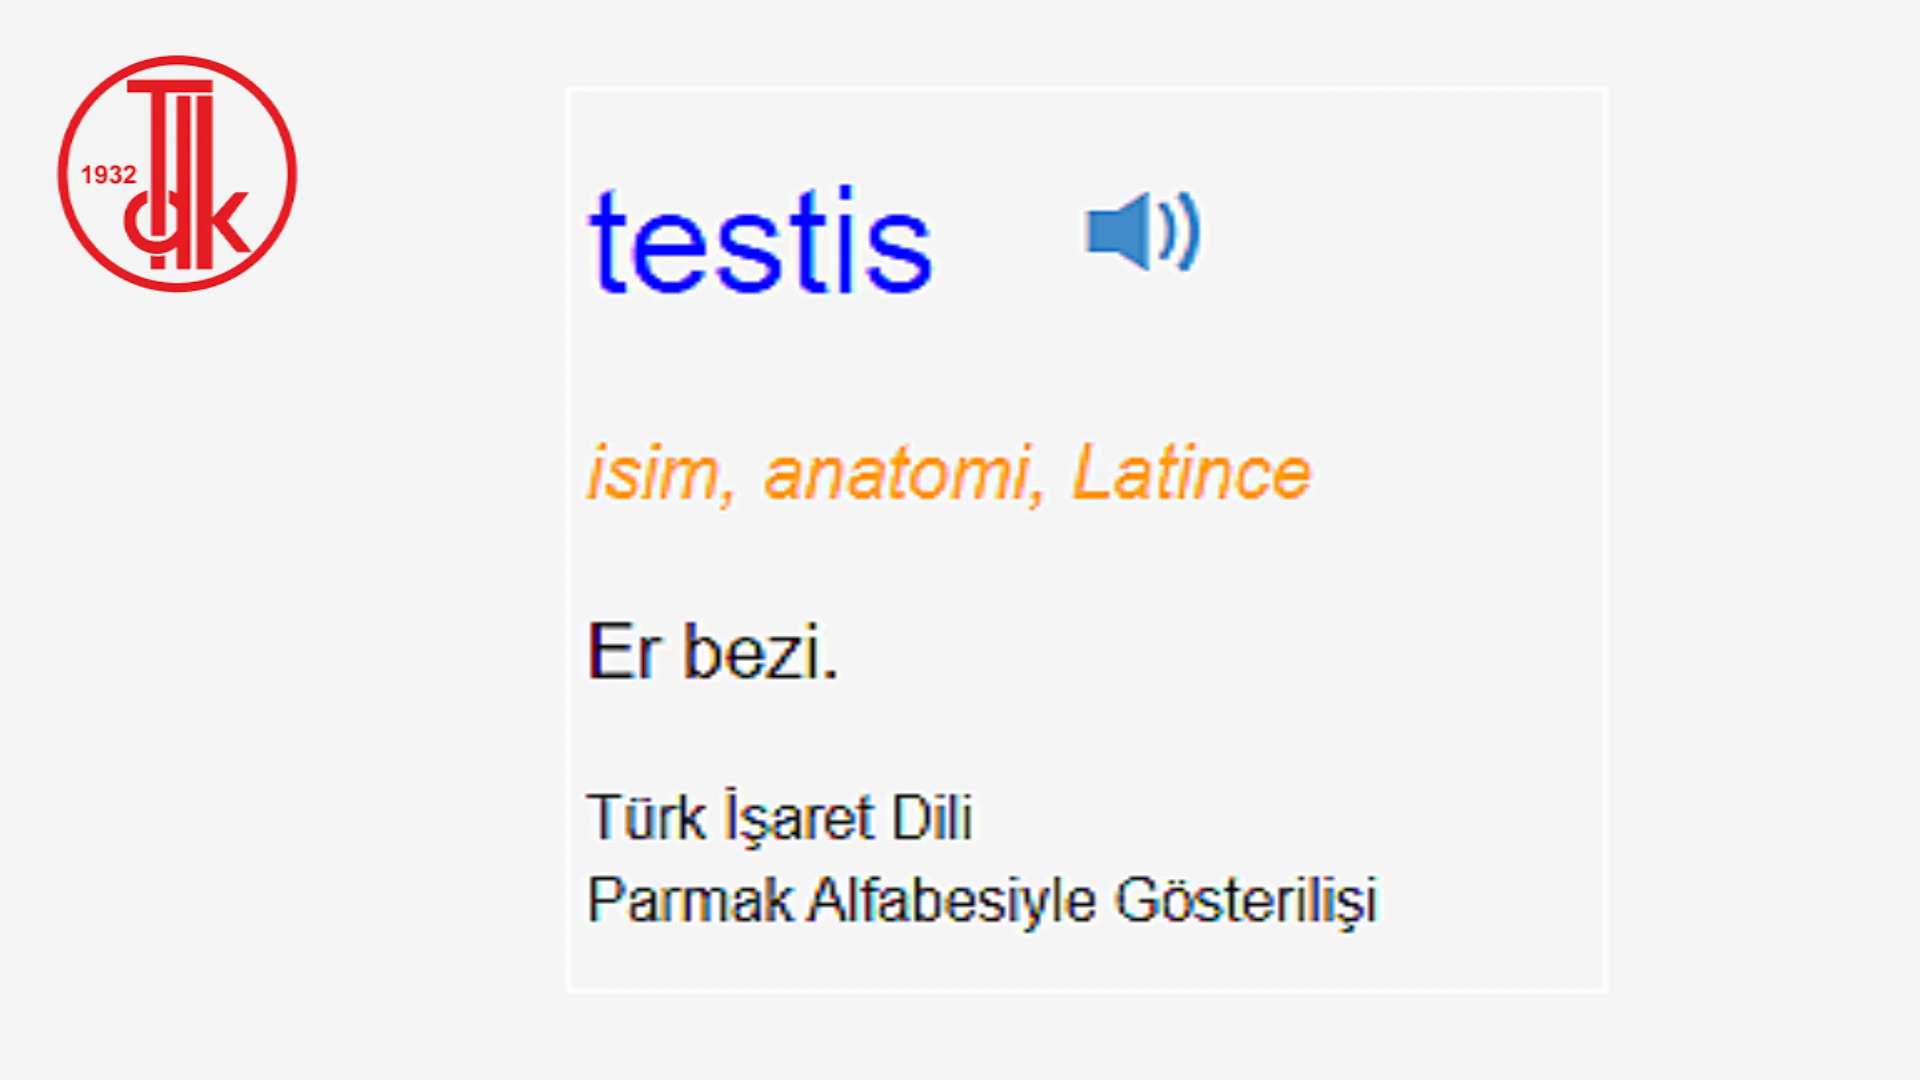 1932
TDK
testis
isim, anatomi, Latince
Er bezi.
Türk İşaret Dili
Parmak Alfabesiyle Gösterilişi